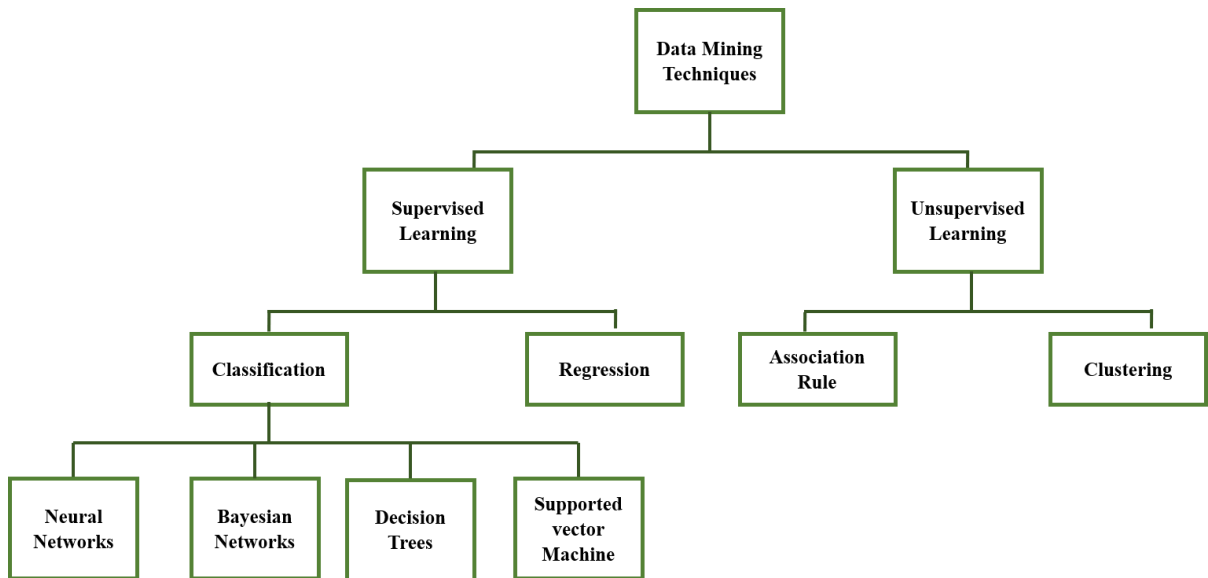 Data Mining
Techniques
Supervised
Learning
Unsupervised
Learning
Classification
Regression
Association
Rule
Clustering
Neural
Networks
Bayesian
Networks
Decision
Trees
Supported
vector
Machine